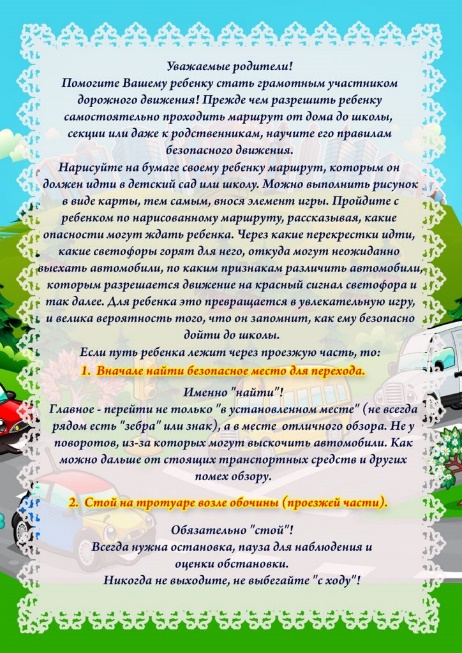 Уважаемые родители!
Помогите Вашему ребенку стать грамотным участником
дорожного движения! Прежде чем разрешить ребенку
самостоятельно проходить маршрут от дома до школы,
секции или даже к родственникам, научите его правилам
безопасного движения.
Нарисуйте на бумаге своему ребенку маршрут, которым он
должен идти в детский сад или школу. Можно выполнить рисунок
в виде карты, тем самым, внося элемент игры. Пройдите с
ребенком по нарисованному маршруту, рассказывая, какие
опасности могут ждать ребенка. Через какие перекрестки идти,
какие светофоры горят для него, откуда могут неожиданно
выехать автомобили, по каким признакам различить автомобили,
которым разрешается движение на красный сигнал светофора и
так далее. Для ребенка это превращается в увлекательную игру,
и велика вероятность того, что он запомнит, как ему безопасно
дойти до школы.
Если путь ребенка лежит через проезжую часть, то:
1. Вначале найти безопасное место для перехода.
Именно "найти"!
Главное - перейти не только "в установленном месте" (не всегда
рядом есть "зебра" или знак), а в месте отличного обзора. Не у
поворотов, из-за которых могут выскочить автомобили. Как
можно дальше от стоящих транспортных средств и других
помех обзору.
2. Стой на тротуаре возле обочины (проезжей части).
Обязательно "стой"!
Всегда нужна остановка, пауза для наблюдения и
оценки обстановки.
Никогда не выходите, не выбегайте "с ходу"!